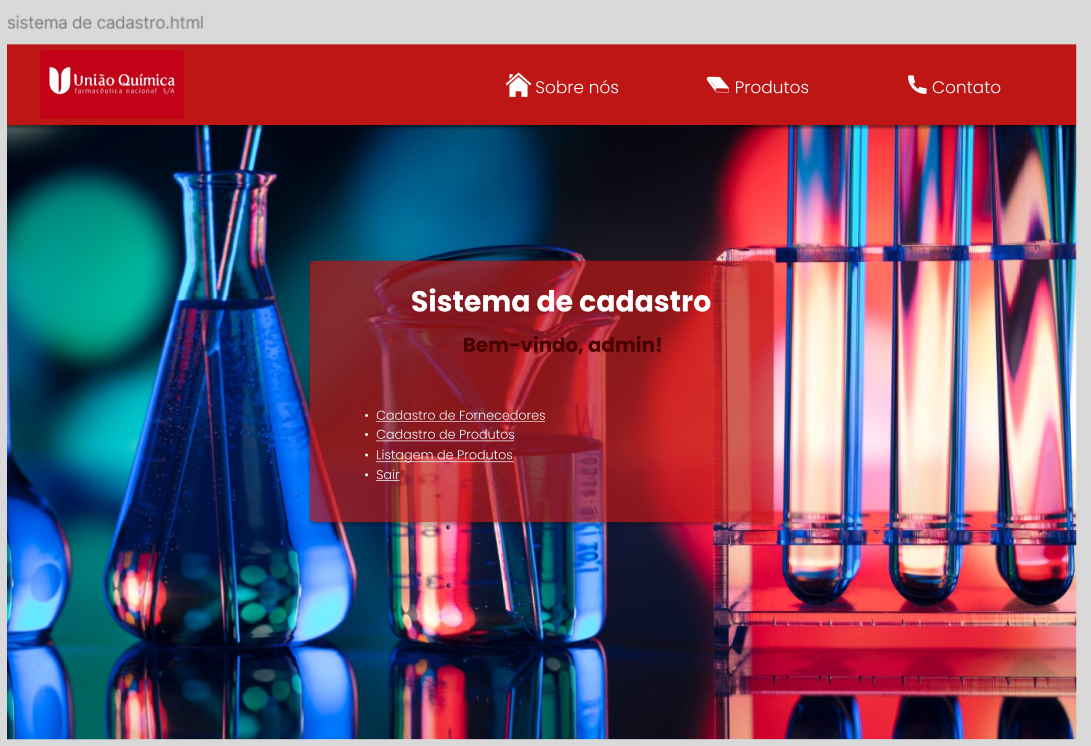 sistema de cadastro.html
União Química
farmacêutica nacional S/A
Sobre nós
Produtos
Contato
Sistema de cadastro
Bem-vindo, admin!
• Cadastro de Fornecedores
• Cadastro de Produtos
• Listagem de Produtos
• Sair